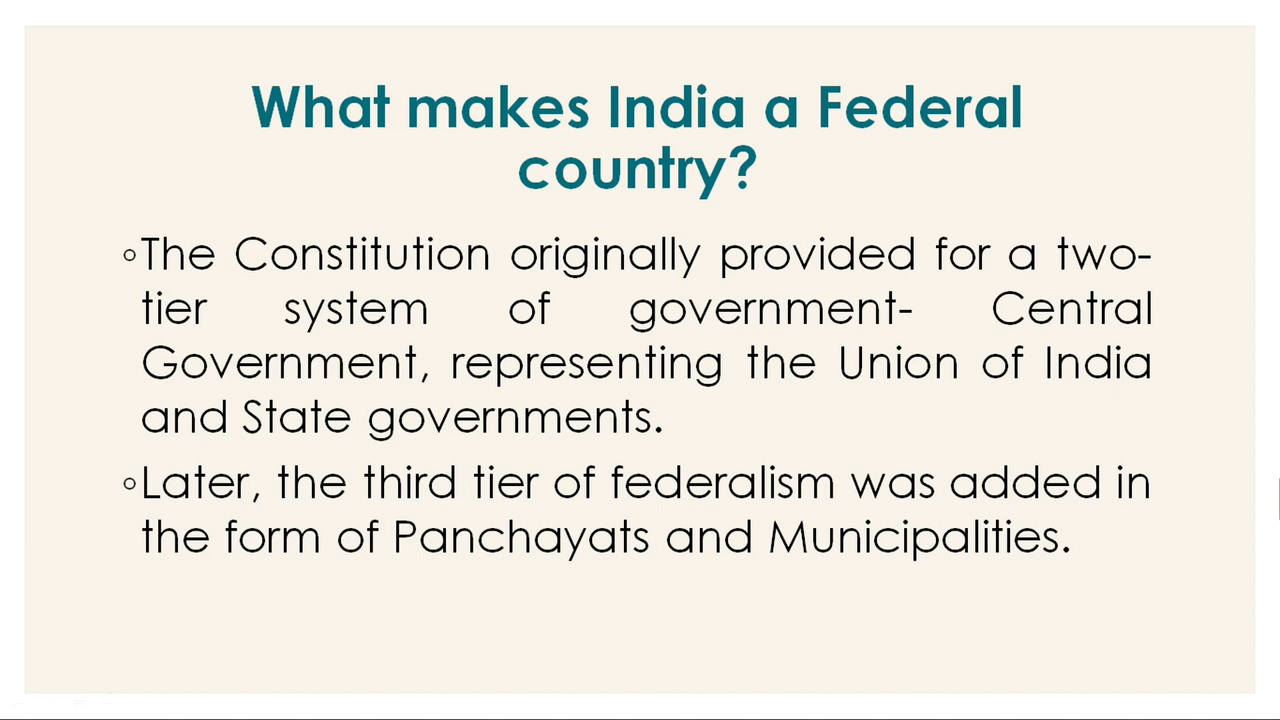 What makes India a Federal
country?
◦The Constitution originally provided for a two-
tier system of government- Central
Government, representing the Union of India
and State governments.
◦Later, the third tier of federalism was added in
the form of Panchayats and Municipalities.